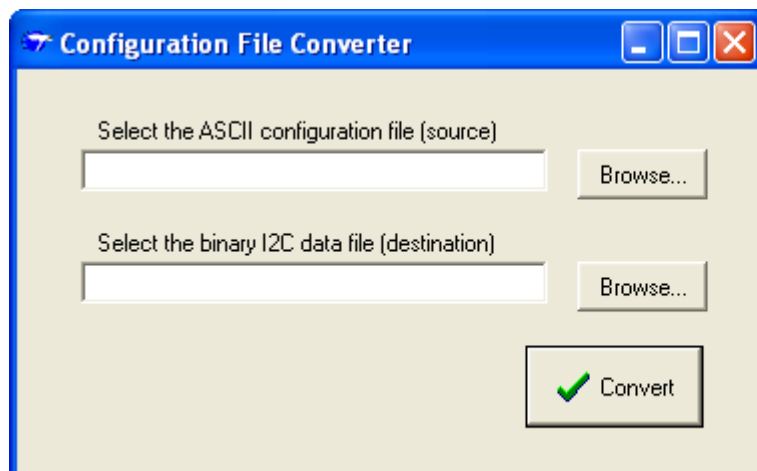 Configuration File Converter
Select the ASCII configuration file (source)
Browse...
Select the binary I2C data file (destination)
Browse...
Convert